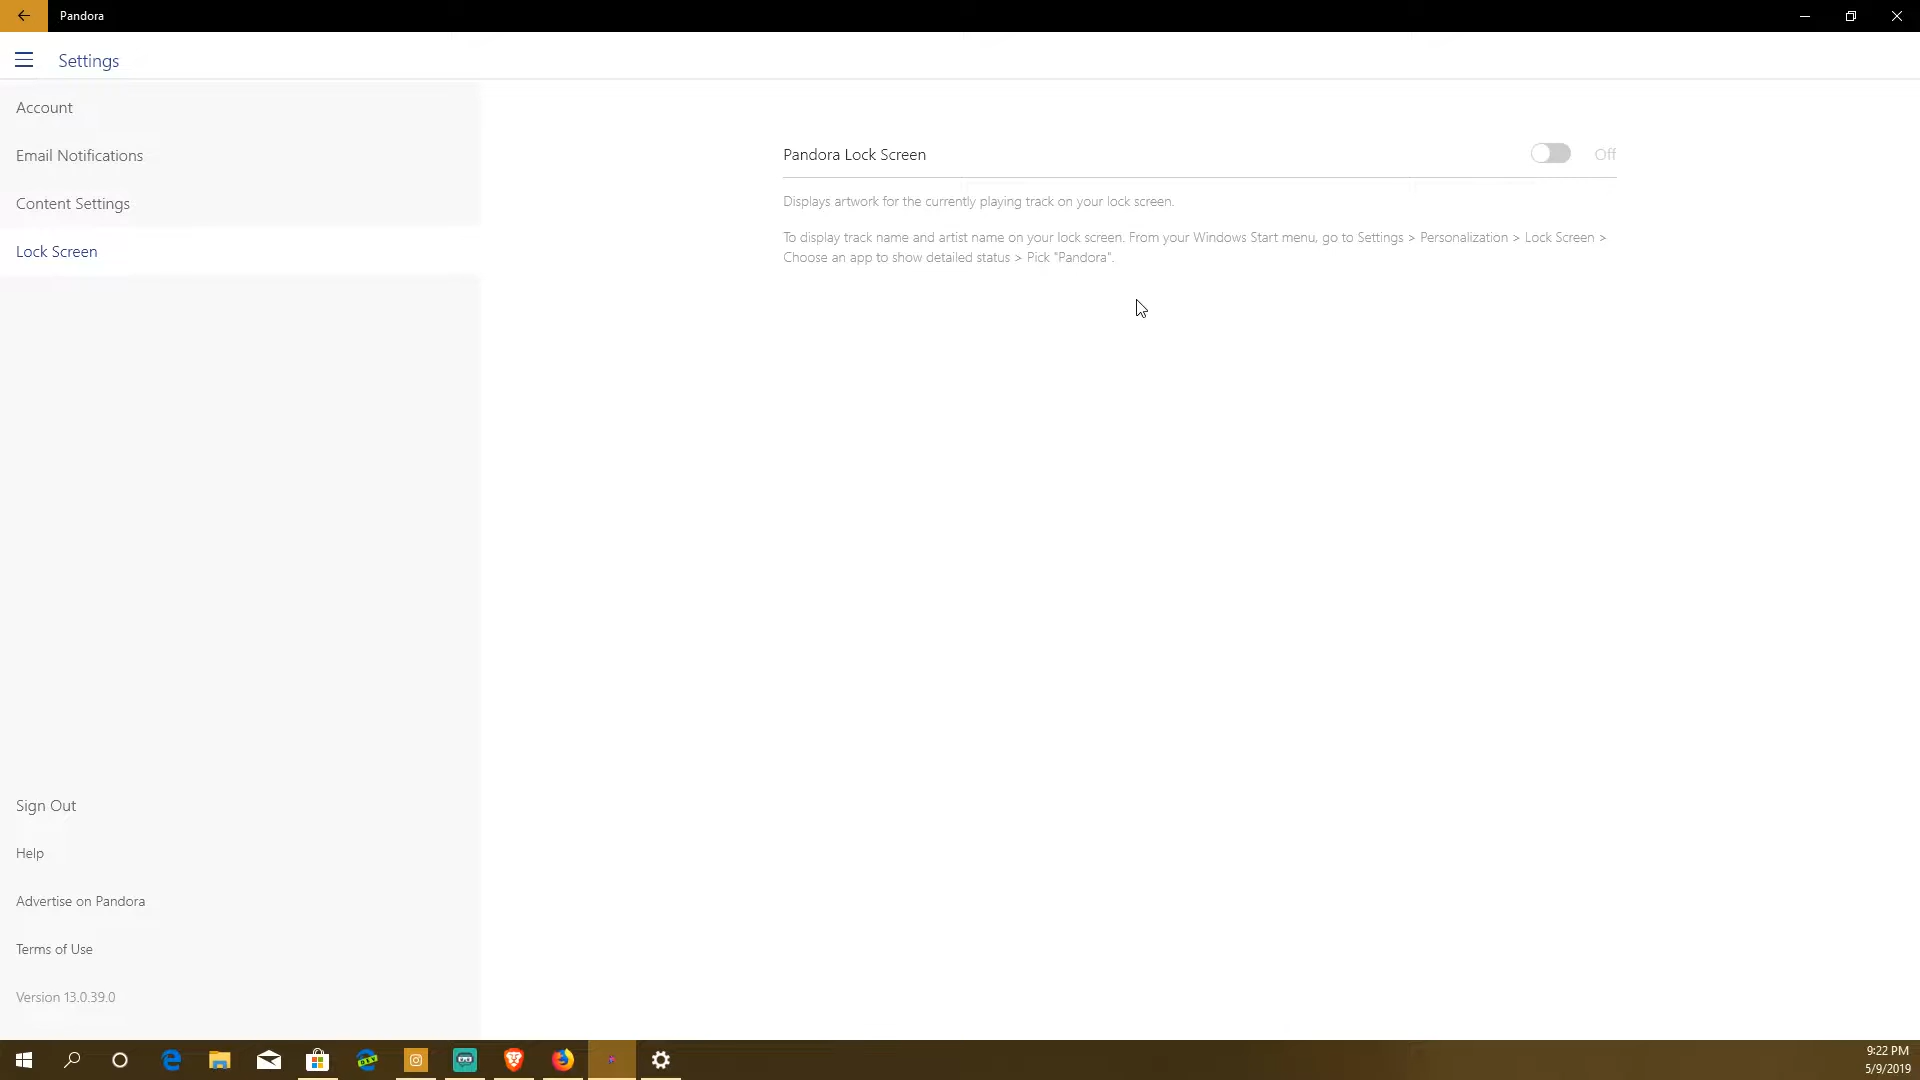 Pandora
Settings
Account
Email Notifications
Content Settings
Lock Screen
Pandora Lock Screen
Off
Displays artwork for the currently playing track on your lock screen.
To display track name and artist name on your lock screen. From your Windows Start menu, go to Settings > Personalization > Lock Screen >
Choose an app to show detailed status > Pick "Pandora".
Sign Out
Help
Advertise on Pandora
Terms of Use
Version 13.0.39.0
9:22 PM
5/9/2019